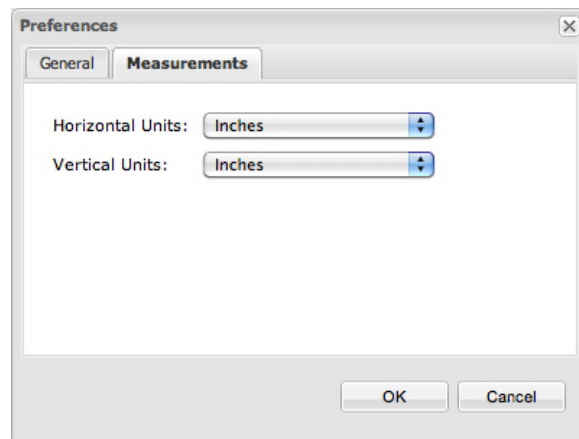 Preferences
General Measurements
Horizontal Units: Inches
Vertical Units: Inches
OK Cancel